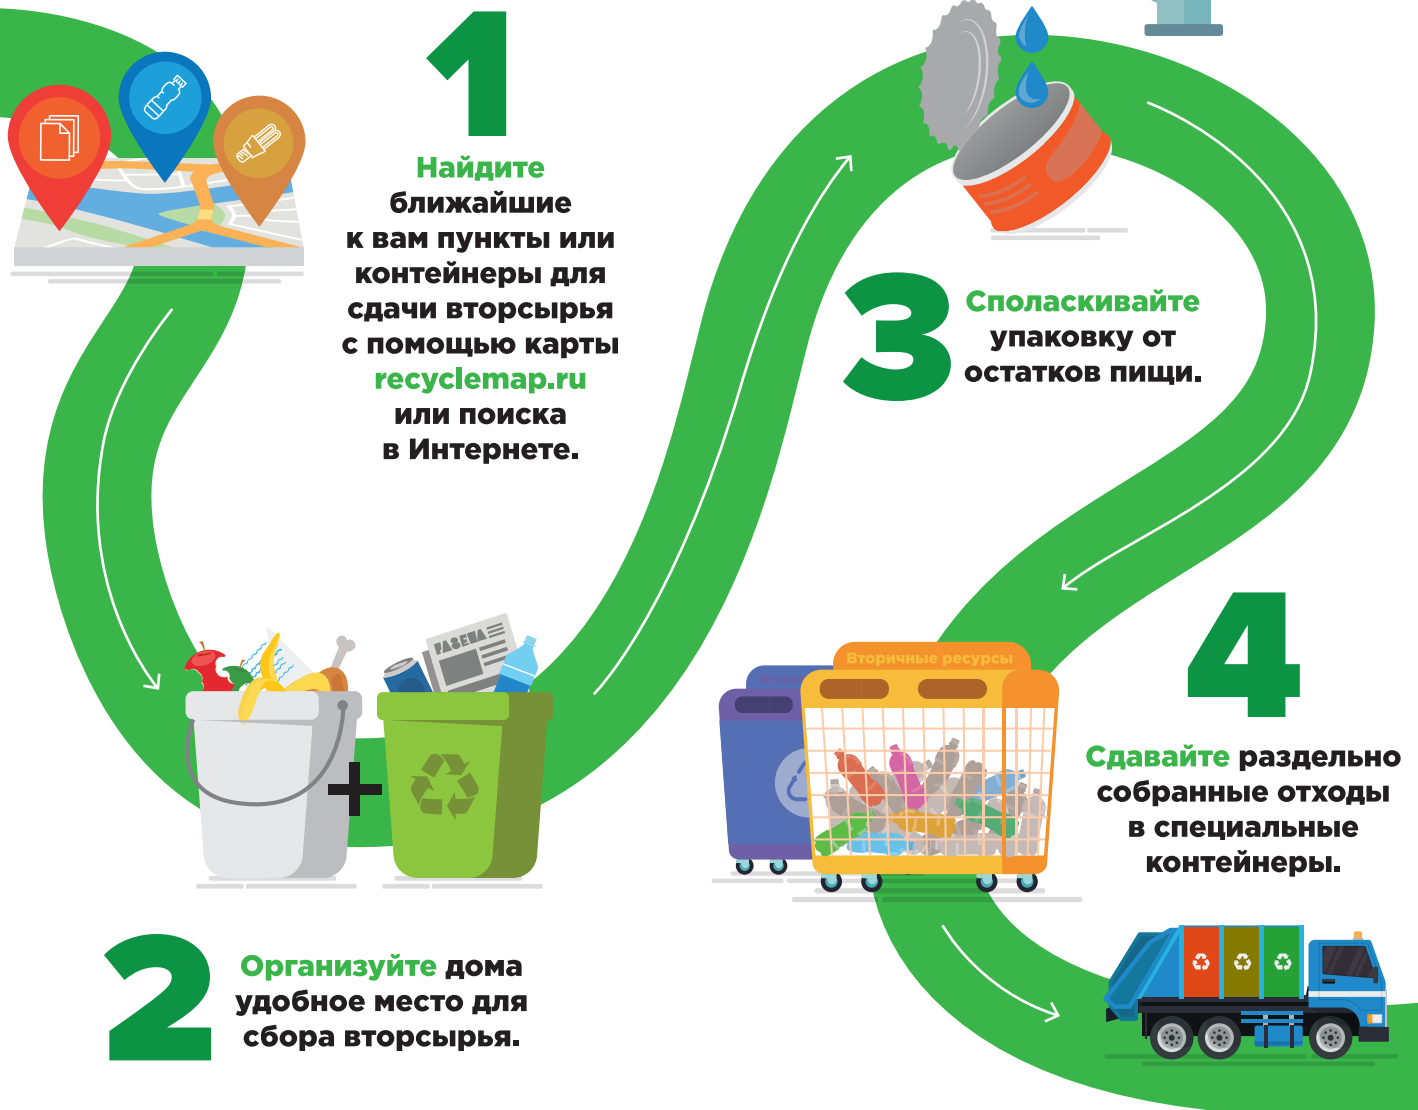 1
Найдите
ближайшие
к вам пункты или
контейнеры для
сдачи вторсырья
с помощью карты
recyclemap.ru
или поиска
в Интернете.
2
Организуйте дома
удобное место для
сбора вторсырья.
3
Споласкивайте
упаковку от
остатков пищи.
4
Сдавайте раздельно
собранные отходы
в специальные
контейнеры.
Вторичные ресурсы